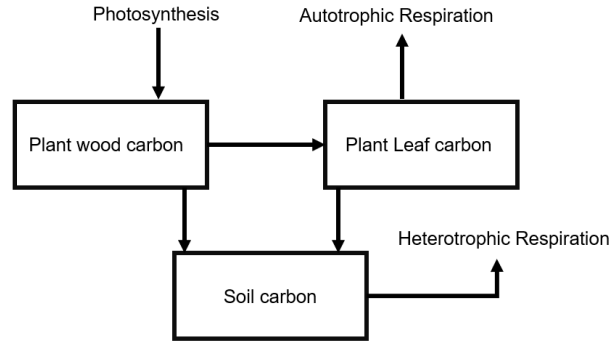 Photosynthesis
Autotrophic Respiration
Plant wood carbon
Plant Leaf carbon
Heterotrophic Respiration
Soil carbon